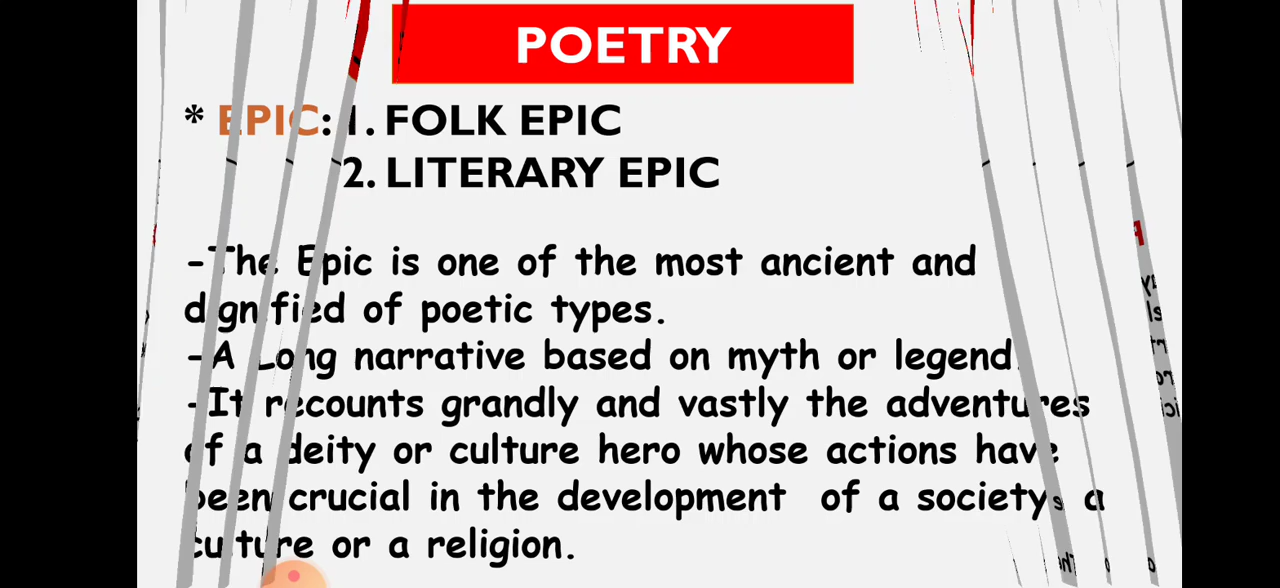 POETRY
* EPIC: 1. FOLK EPIC
2. LITERARY EPIC
-The Epic is one of the most ancient and
dignified of poetic types.
-A Long narrative based on myth or legend.
-It recounts grandly and vastly the adventures
of a deity or culture hero whose actions have
been crucial in the development of a society, a
culture or a religion.